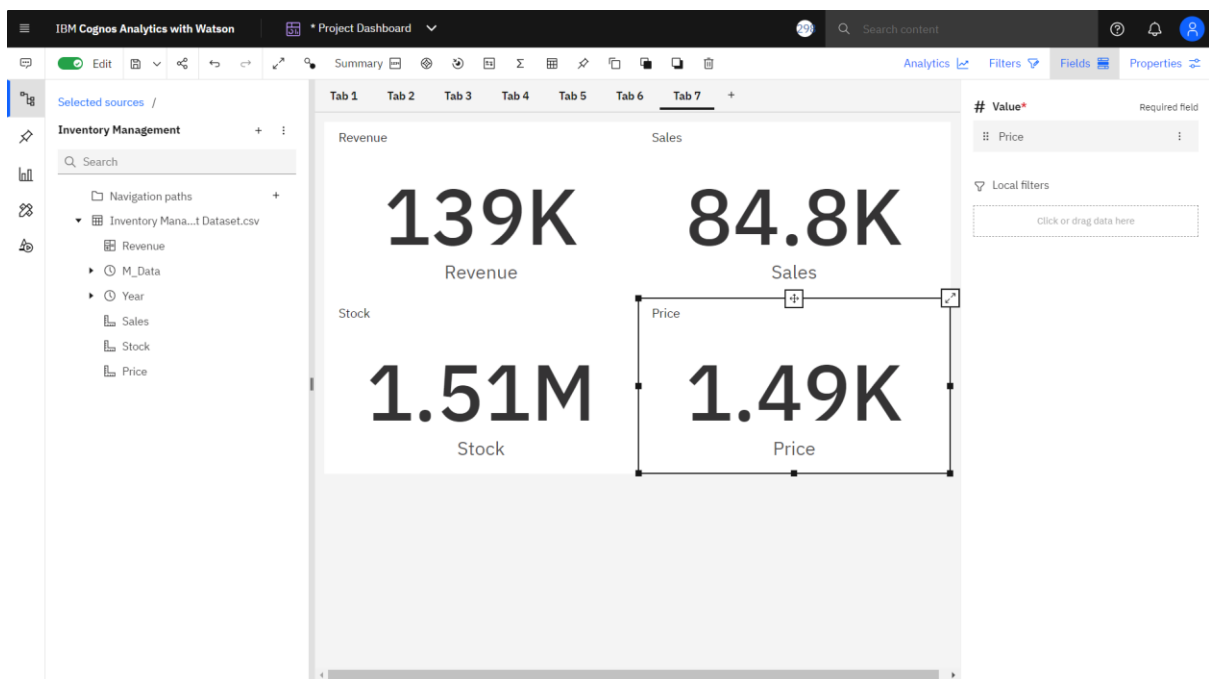 IBM Cognos Analytics with Watson
* Project Dashboard
298
Search content
Edit
Summary
Analytics
Filters
Fields
Properties
Selected sources /
Inventory Management
Search
Navigation paths
Inventory Mana...t Dataset.csv
Revenue
M_Data
Year
Sales
Stock
Price
Tab 1 Tab 2 Tab 3 Tab 4 Tab 5 Tab 6 Tab 7 +
Revenue
139K
Revenue
Sales
84.8K
Sales
Stock
1.51M
Stock
Price
1.49K
Price
# Value*
Required field
Price
Local filters
Click or drag data here